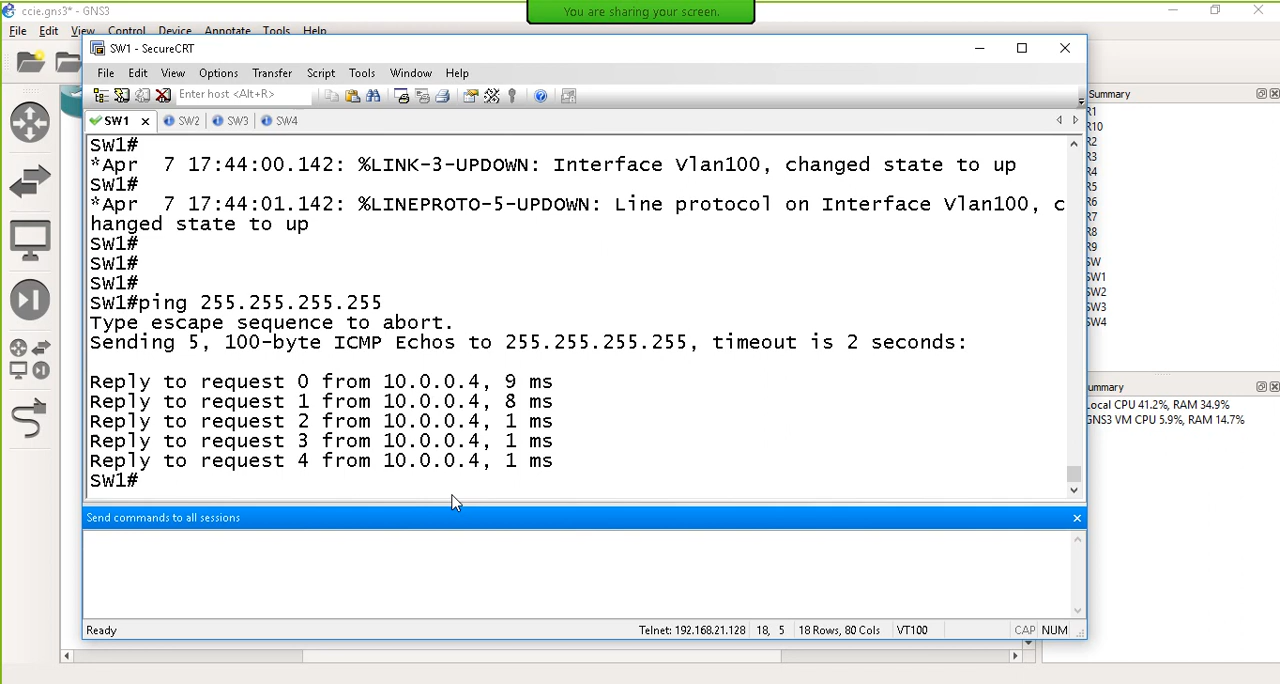 ccie.gns3* - GNS3
You are sharing your screen.
File Edit View Control Device Annotate Tools Help
SW1 - SecureCRT
File Edit View Options Transfer Script Tools Window Help
Enter host <Alt+R>
SW1 SW2 SW3 SW4
SW1#
*Apr  7 17:44:00.142: %LINK-3-UPDOWN: Interface Vlan100, changed state to up
SW1#
*Apr  7 17:44:01.142: %LINEPROTO-5-UPDOWN: Line protocol on Interface Vlan100, c
hanged state to up
SW1#
SW1#
SW1#
SW1#ping 255.255.255.255
Type escape sequence to abort.
Sending 5, 100-byte ICMP Echos to 255.255.255.255, timeout is 2 seconds:
Reply to request 0 from 10.0.0.4, 9 ms
Reply to request 1 from 10.0.0.4, 8 ms
Reply to request 2 from 10.0.0.4, 1 ms
Reply to request 3 from 10.0.0.4, 1 ms
Reply to request 4 from 10.0.0.4, 1 ms
SW1#
Send commands to all sessions
Ready
Telnet: 192.168.21.128 18, 5 18 Rows, 80 Cols VT100 CAP NUM
Summary
R1
R10
R2
R3
R4
R5
R6
R7
R8
R9
SW
SW1
SW2
SW3
SW4
ummary
Local CPU 41.2%, RAM 34.9%
GNS3 VM CPU 5.9%, RAM 14.7%